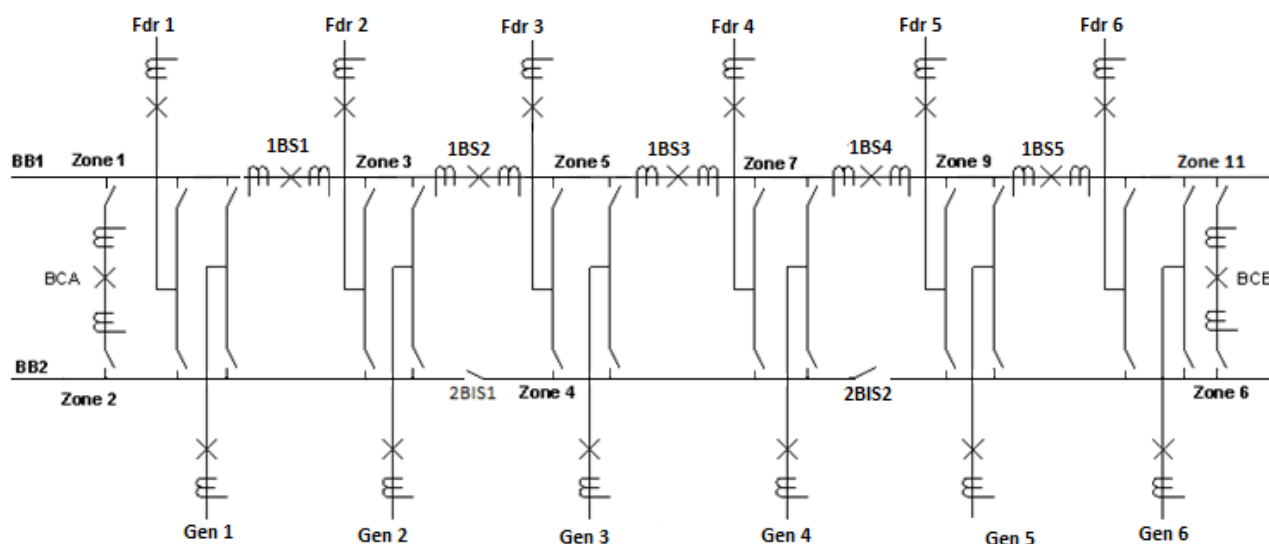 Fdr 1 Fdr 2 Fdr 3 Fdr 4 Fdr 5 Fdr 6
1BS1 1BS2 1BS3 1BS4 1BS5
BB1 Zone 1 Zone 3 Zone 5 Zone 7 Zone 9 Zone 11
BCA BCB
BB2
Zone 2 2BIS1 Zone 4 2BIS2 Zone 6
Gen 1 Gen 2 Gen 3 Gen 4 Gen 5 Gen 6